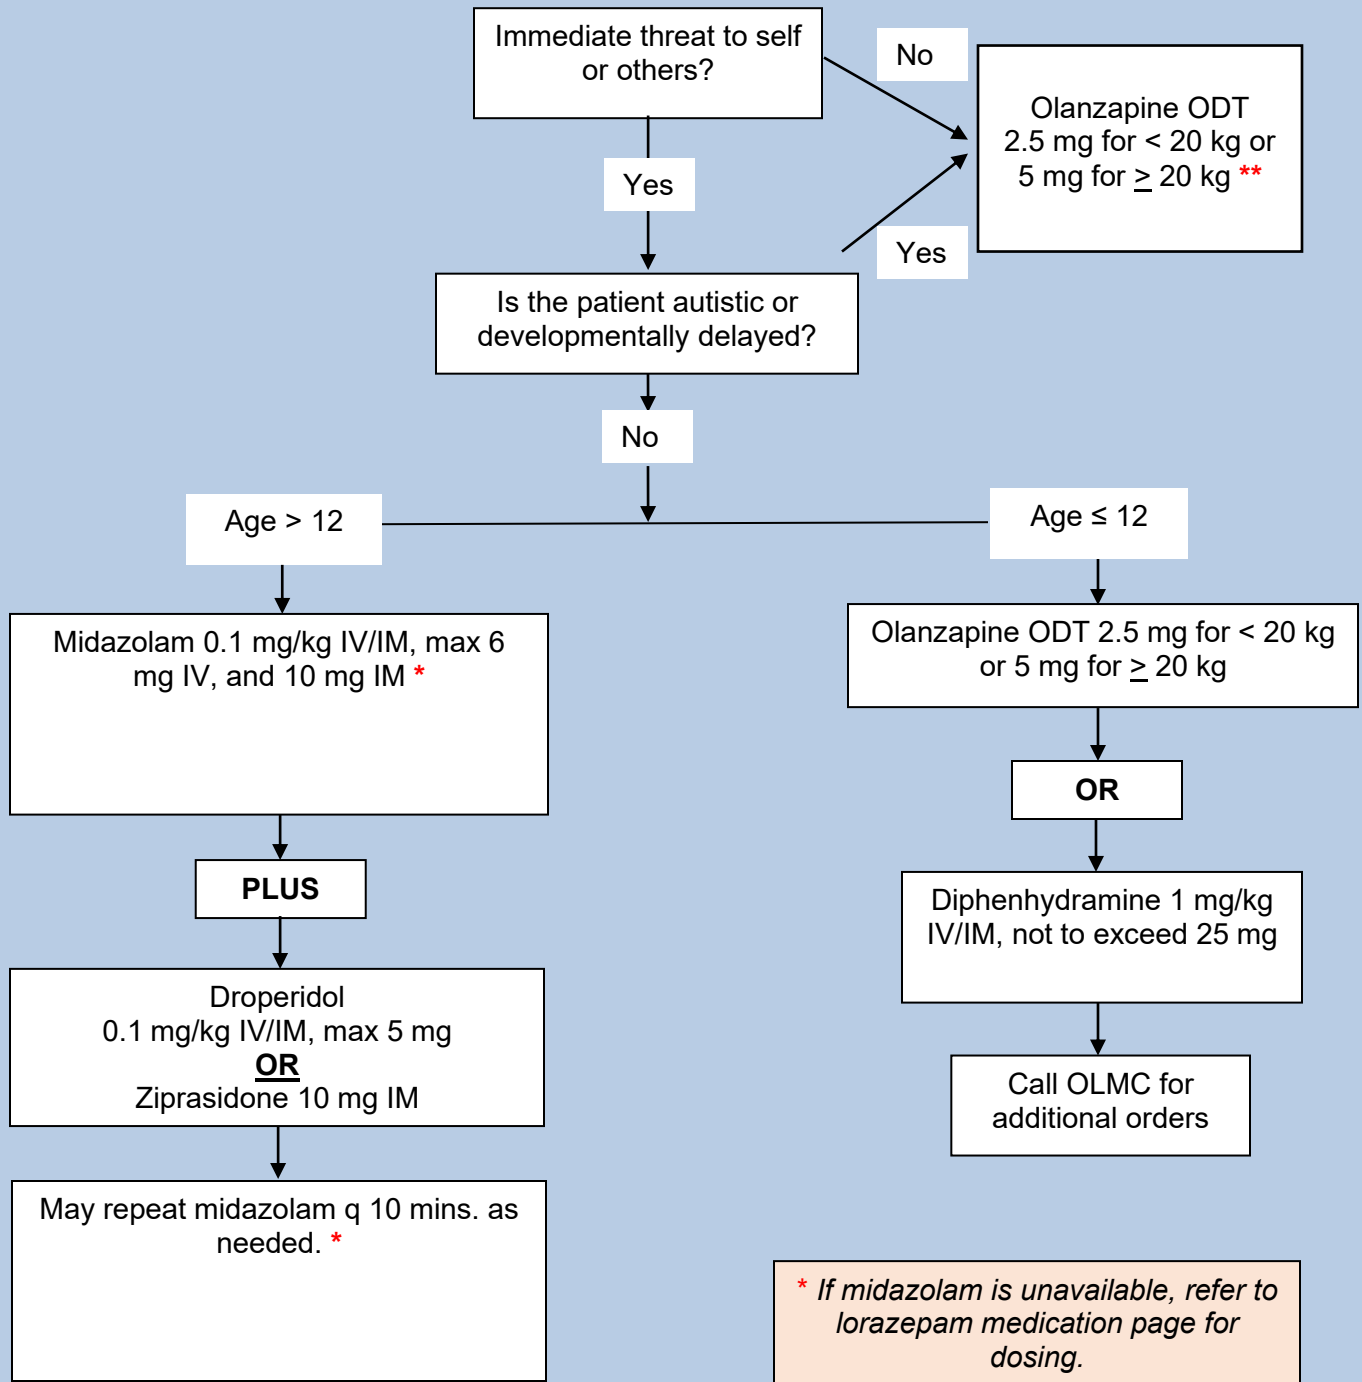 Immediate threat to self
or others?
No
Olanzapine ODT
2.5 mg for < 20 kg or
5 mg for ≥ 20 kg **
Yes
Yes
Is the patient autistic or
developmentally delayed?
No
Age > 12
Age ≤ 12
Midazolam 0.1 mg/kg IV/IM, max 6
mg IV, and 10 mg IM *
Olanzapine ODT 2.5 mg for < 20 kg
or 5 mg for ≥ 20 kg
OR
PLUS
Diphenhydramine 1 mg/kg
IV/IM, not to exceed 25 mg
Droperidol
0.1 mg/kg IV/IM, max 5 mg
OR
Ziprasidone 10 mg IM
Call OLMC for
additional orders
May repeat midazolam q 10 mins. as
needed. *
* If midazolam is unavailable, refer to
lorazepam medication page for
dosing.